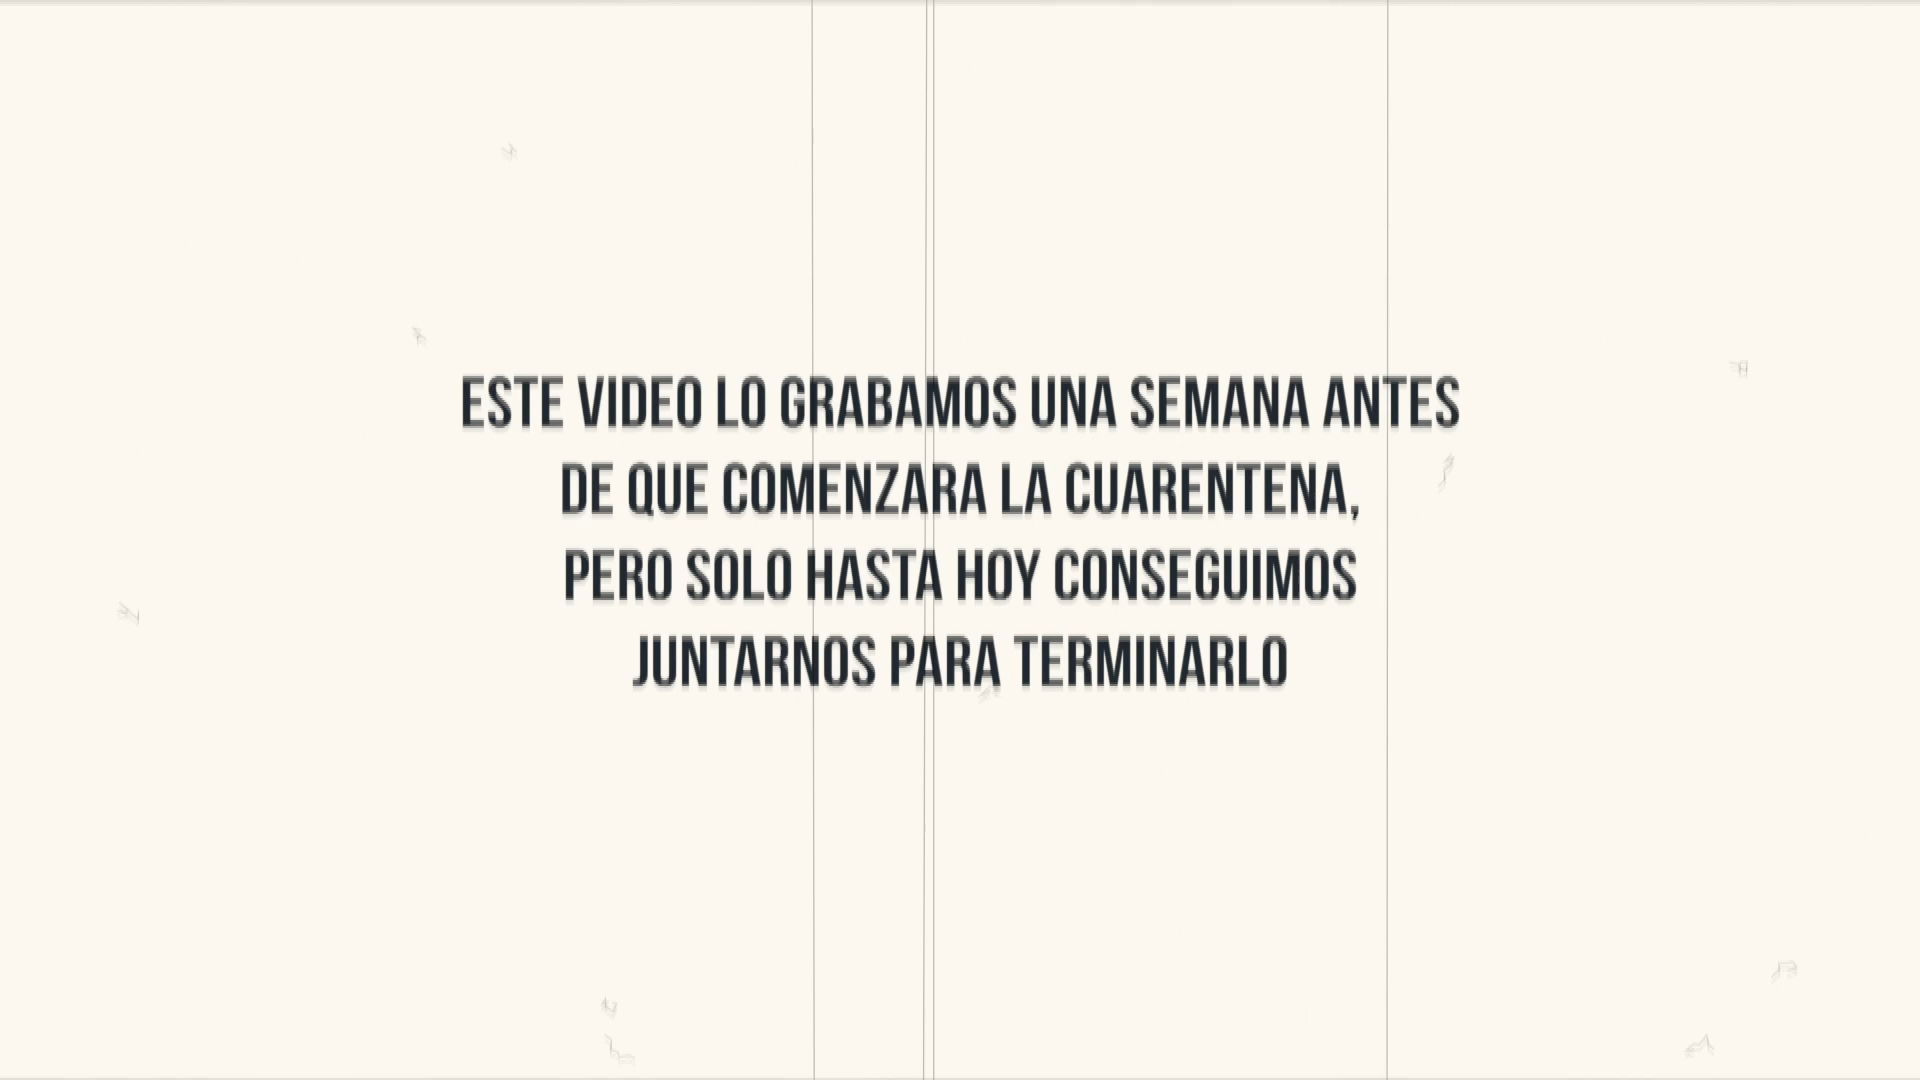 ESTE VIDEO LO GRABAMOS UNA SEMANA ANTES
DE QUE COMENZARA LA CUARENTENA,
PERO SOLO HASTA HOY CONSEGUIMOS
JUNTARNOS PARA TERMINARLO